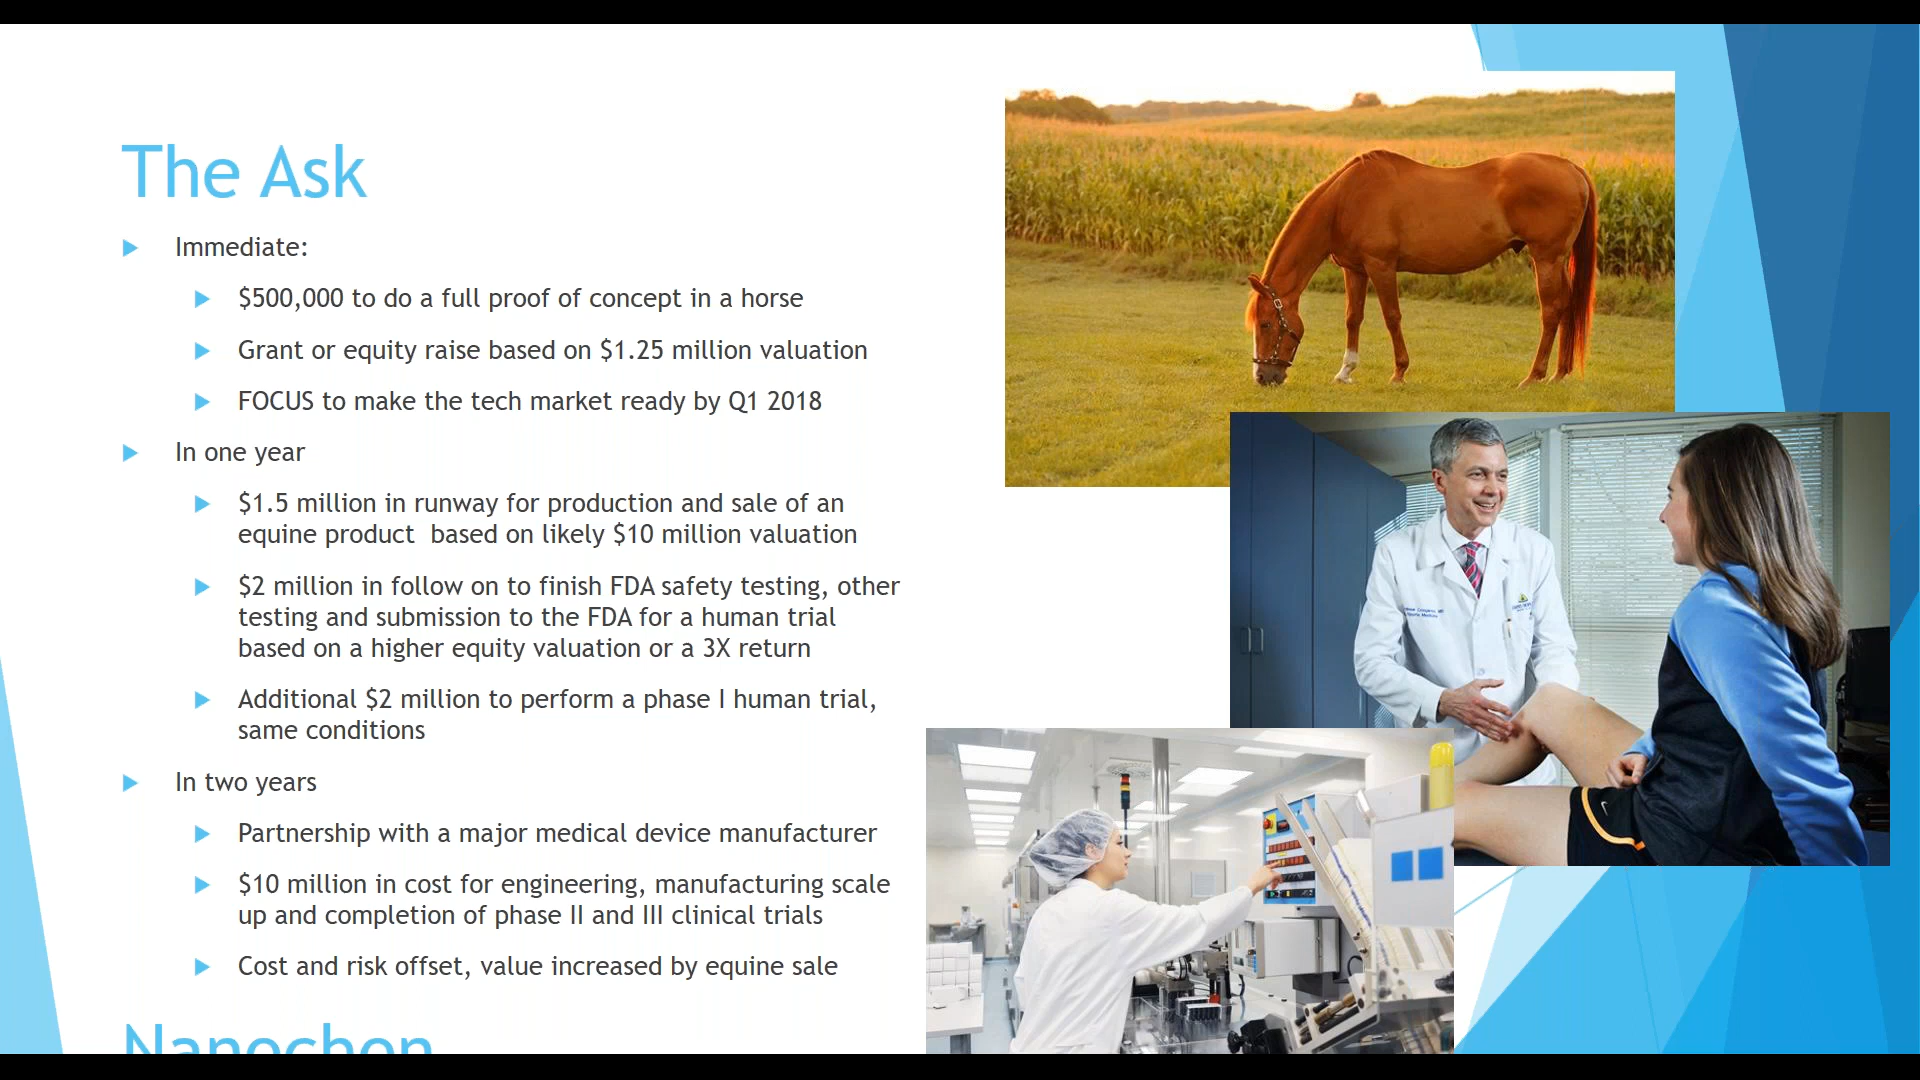 The Ask
Immediate:
$500,000 to do a full proof of concept in a horse
Grant or equity raise based on $1.25 million valuation
FOCUS to make the tech market ready by Q1 2018
In one year
$1.5 million in runway for production and sale of an
equine product  based on likely $10 million valuation
$2 million in follow on to finish FDA safety testing, other
testing and submission to the FDA for a human trial
based on a higher equity valuation or a 3X return
Additional $2 million to perform a phase I human trial,
same conditions
In two years
Partnership with a major medical device manufacturer
$10 million in cost for engineering, manufacturing scale
up and completion of phase II and III clinical trials
Cost and risk offset, value increased by equine sale
Nanochon